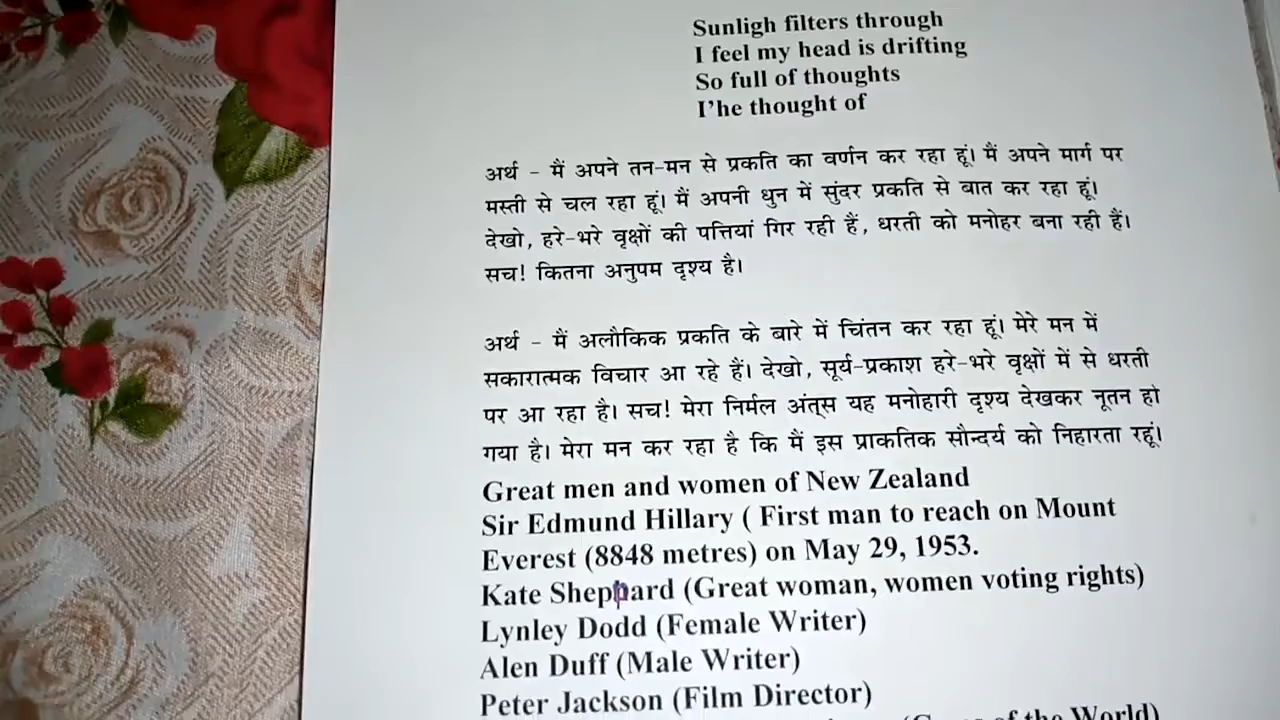 Sunligh filters through
I feel my head is drifting
So full of thoughts
I'he thought of
अर्थ - मैं अपने तन-मन से प्रकति का वर्णन कर रहा हूं। मैं अपने मार्ग पर
मस्ती से चल रहा हूं। मैं अपनी धुन में सुंदर प्रकति से बात कर रहा हूं।
देखो, हरे-भरे वृक्षों की पत्तियां गिर रही हैं, धरती को मनोहर बना रही हैं।
सच! कितना अनुपम दृश्य है।
अर्थ - मैं अलौकिक प्रकति के बारे में चिंतन कर रहा हूं। मेरे मन में
सकारात्मक विचार आ रहे हैं। देखो, सूर्य-प्रकाश हरे-भरे वृक्षों में से धरती
पर आ रहा है। सच! मेरा निर्मल अंत्स यह मनोहारी दृश्य देखकर नूतन हो
गया है। मेरा मन कर रहा है कि मैं इस प्राकतिक सौन्दर्य को निहारता रहूं।
Great men and women of New Zealand
Sir Edmund Hillary ( First man to reach on Mount
Everest (8848 metres) on May 29, 1953.
Kate Sheppard (Great woman, women voting rights)
Lynley Dodd (Female Writer)
Alen Duff (Male Writer)
Peter Jackson (Film Director)
of the World)